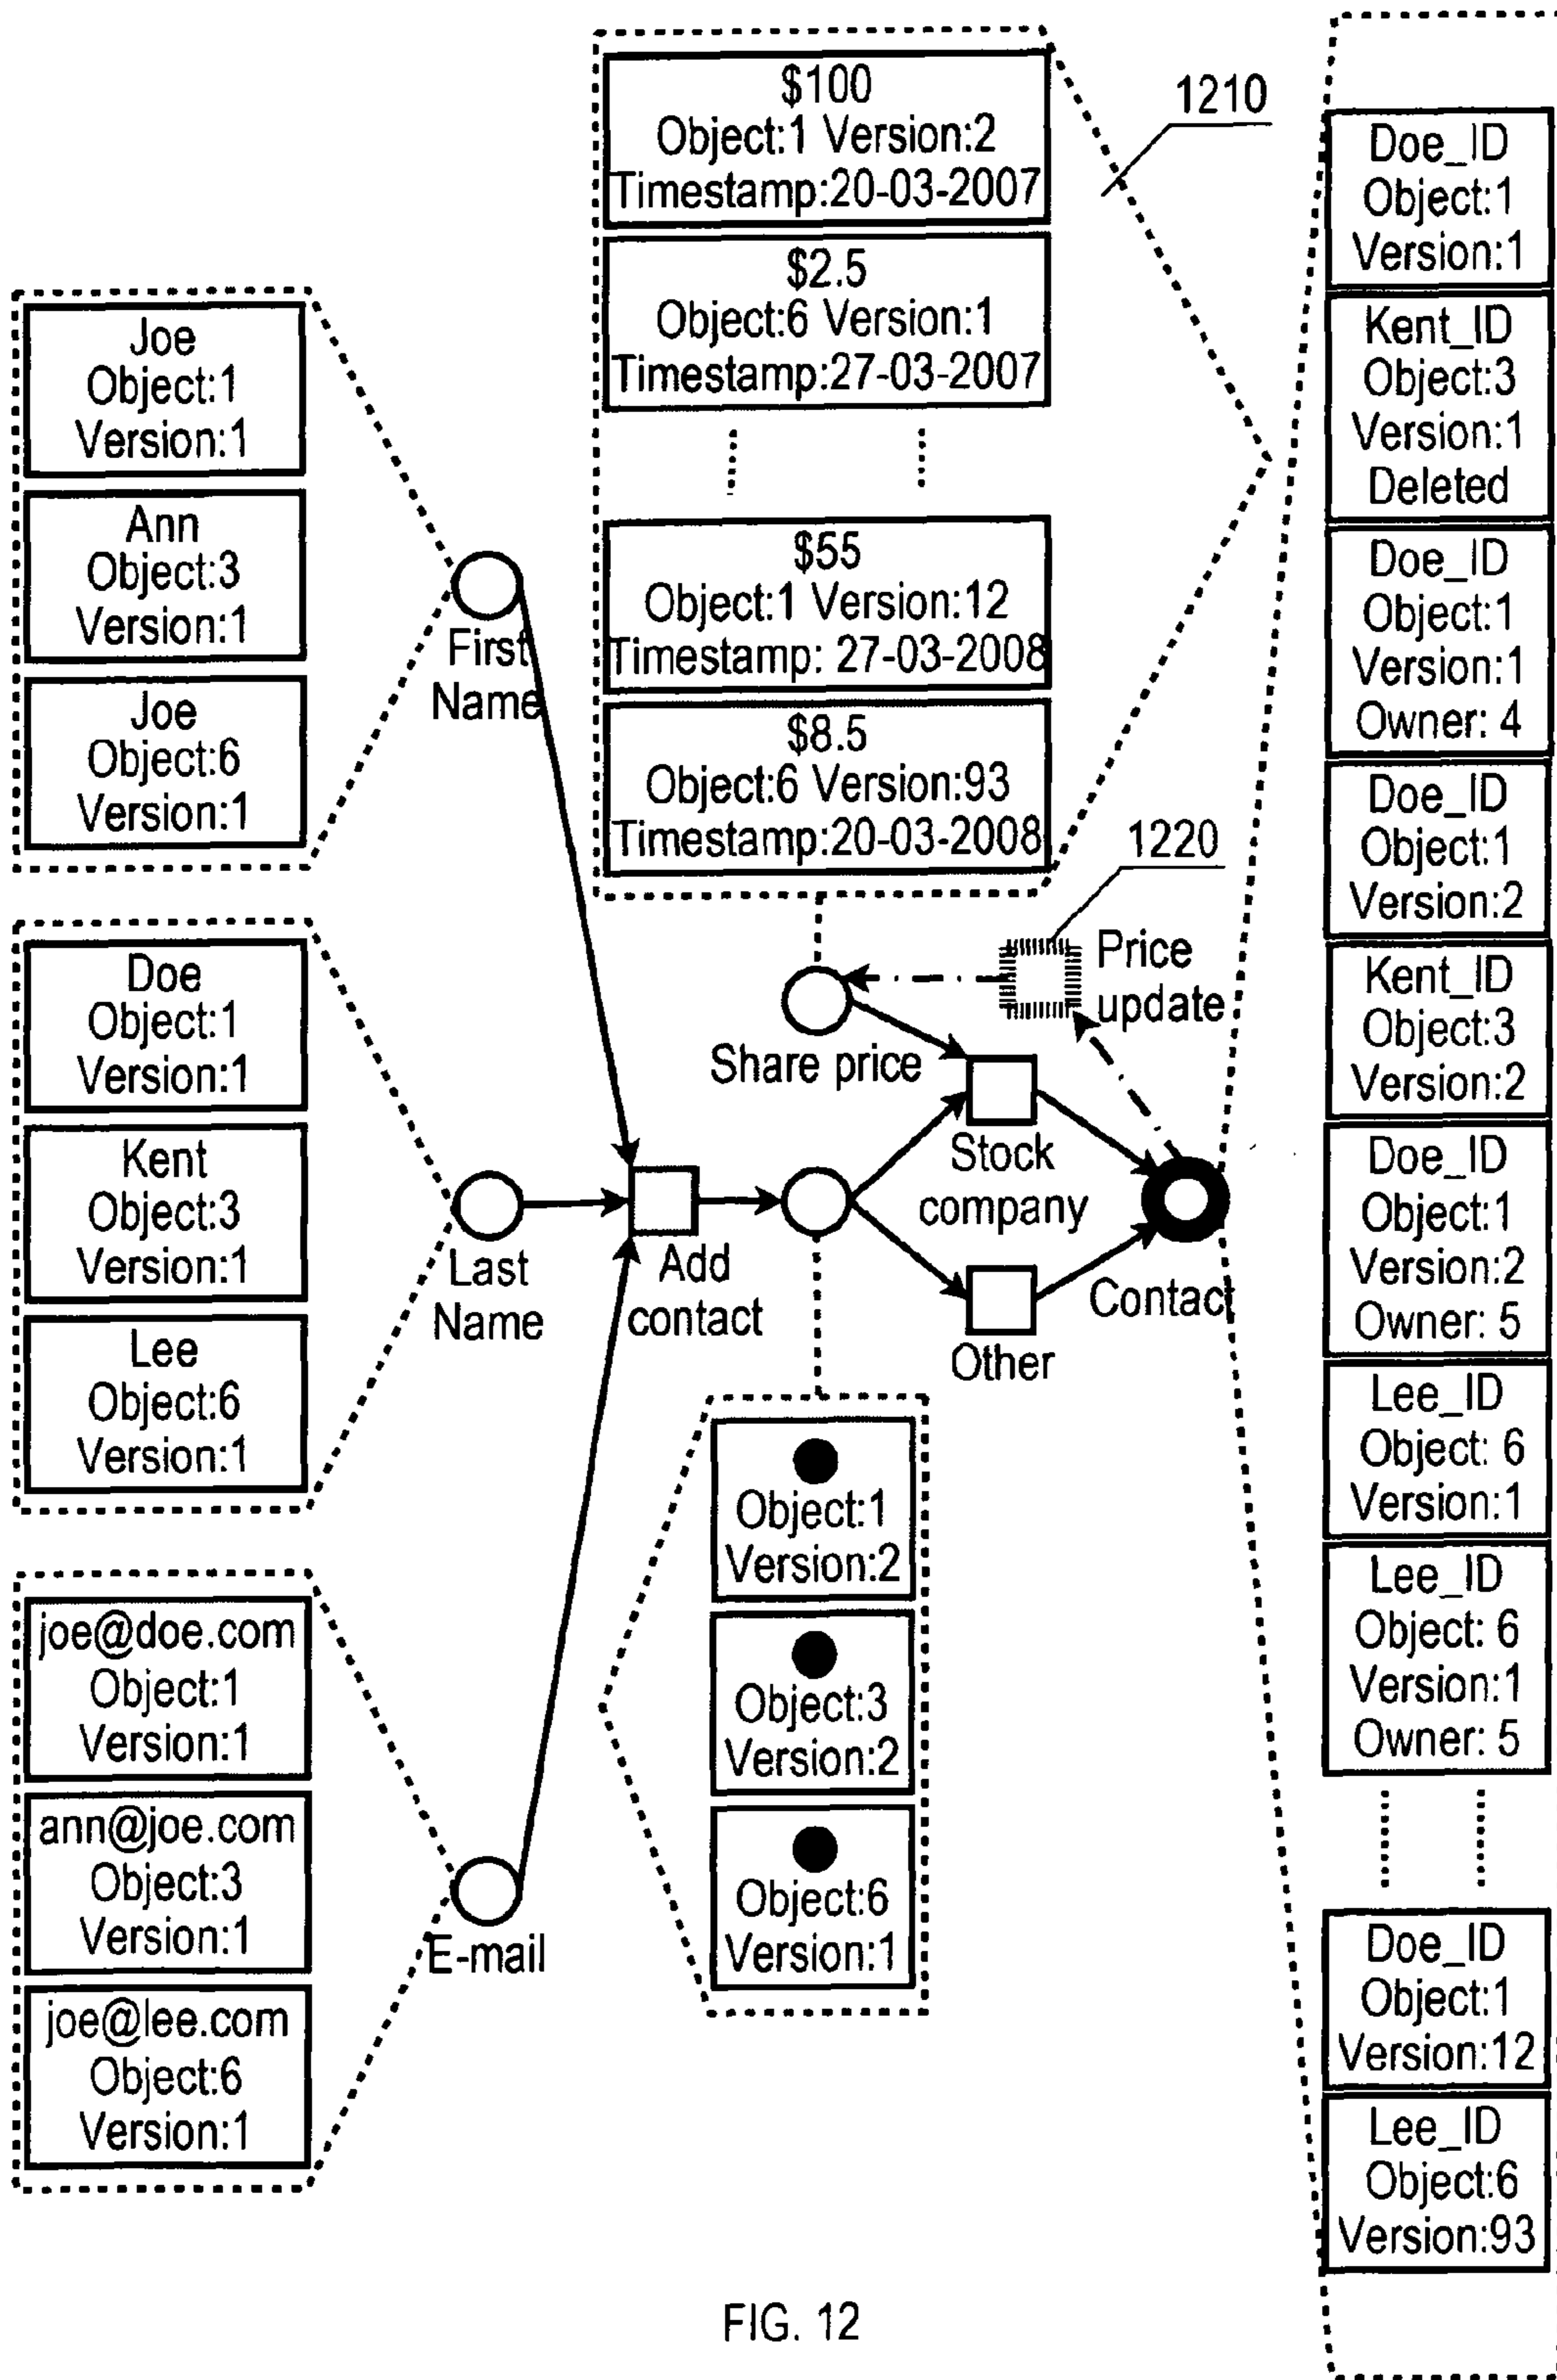 $100
Object:1 Version:2
Timestamp:20-03-2007
$2.5
Object:6 Version:1
Timestamp:27-03-2007
$55
Object:1 Version:12
Timestamp: 27-03-2008
$8.5
Object:6 Version:93
Timestamp:20-03-2008
1210
Joe
Object:1
Version:1
Ann
Object:3
Version:1
Joe
Object:6
Version:1
First
Name
Doe
Object:1
Version:1
Kent
Object:3
Version:1
Lee
Object:6
Version:1
Last
Name
joe@doe.com
Object:1
Version:1
ann@joe.com
Object:3
Version:1
joe@lee.com
Object:6
Version:1
E-mail
Add
contact
Share price
1220
Price
update
Stock
company
Other
Contact
Object:1
Version:2
Object:3
Version:2
Object:6
Version:1
Doe_ID
Object:1
Version:1
Kent_ID
Object:3
Version:1
Deleted
Doe_ID
Object:1
Version:1
Owner: 4
Doe_ID
Object:1
Version:2
Kent_ID
Object:3
Version:2
Doe_ID
Object:1
Version:2
Owner: 5
Lee_ID
Object: 6
Version:1
Lee_ID
Object: 6
Version:1
Owner: 5
Doe_ID
Object:1
Version:12
Lee_ID
Object:6
Version:93
FIG. 12